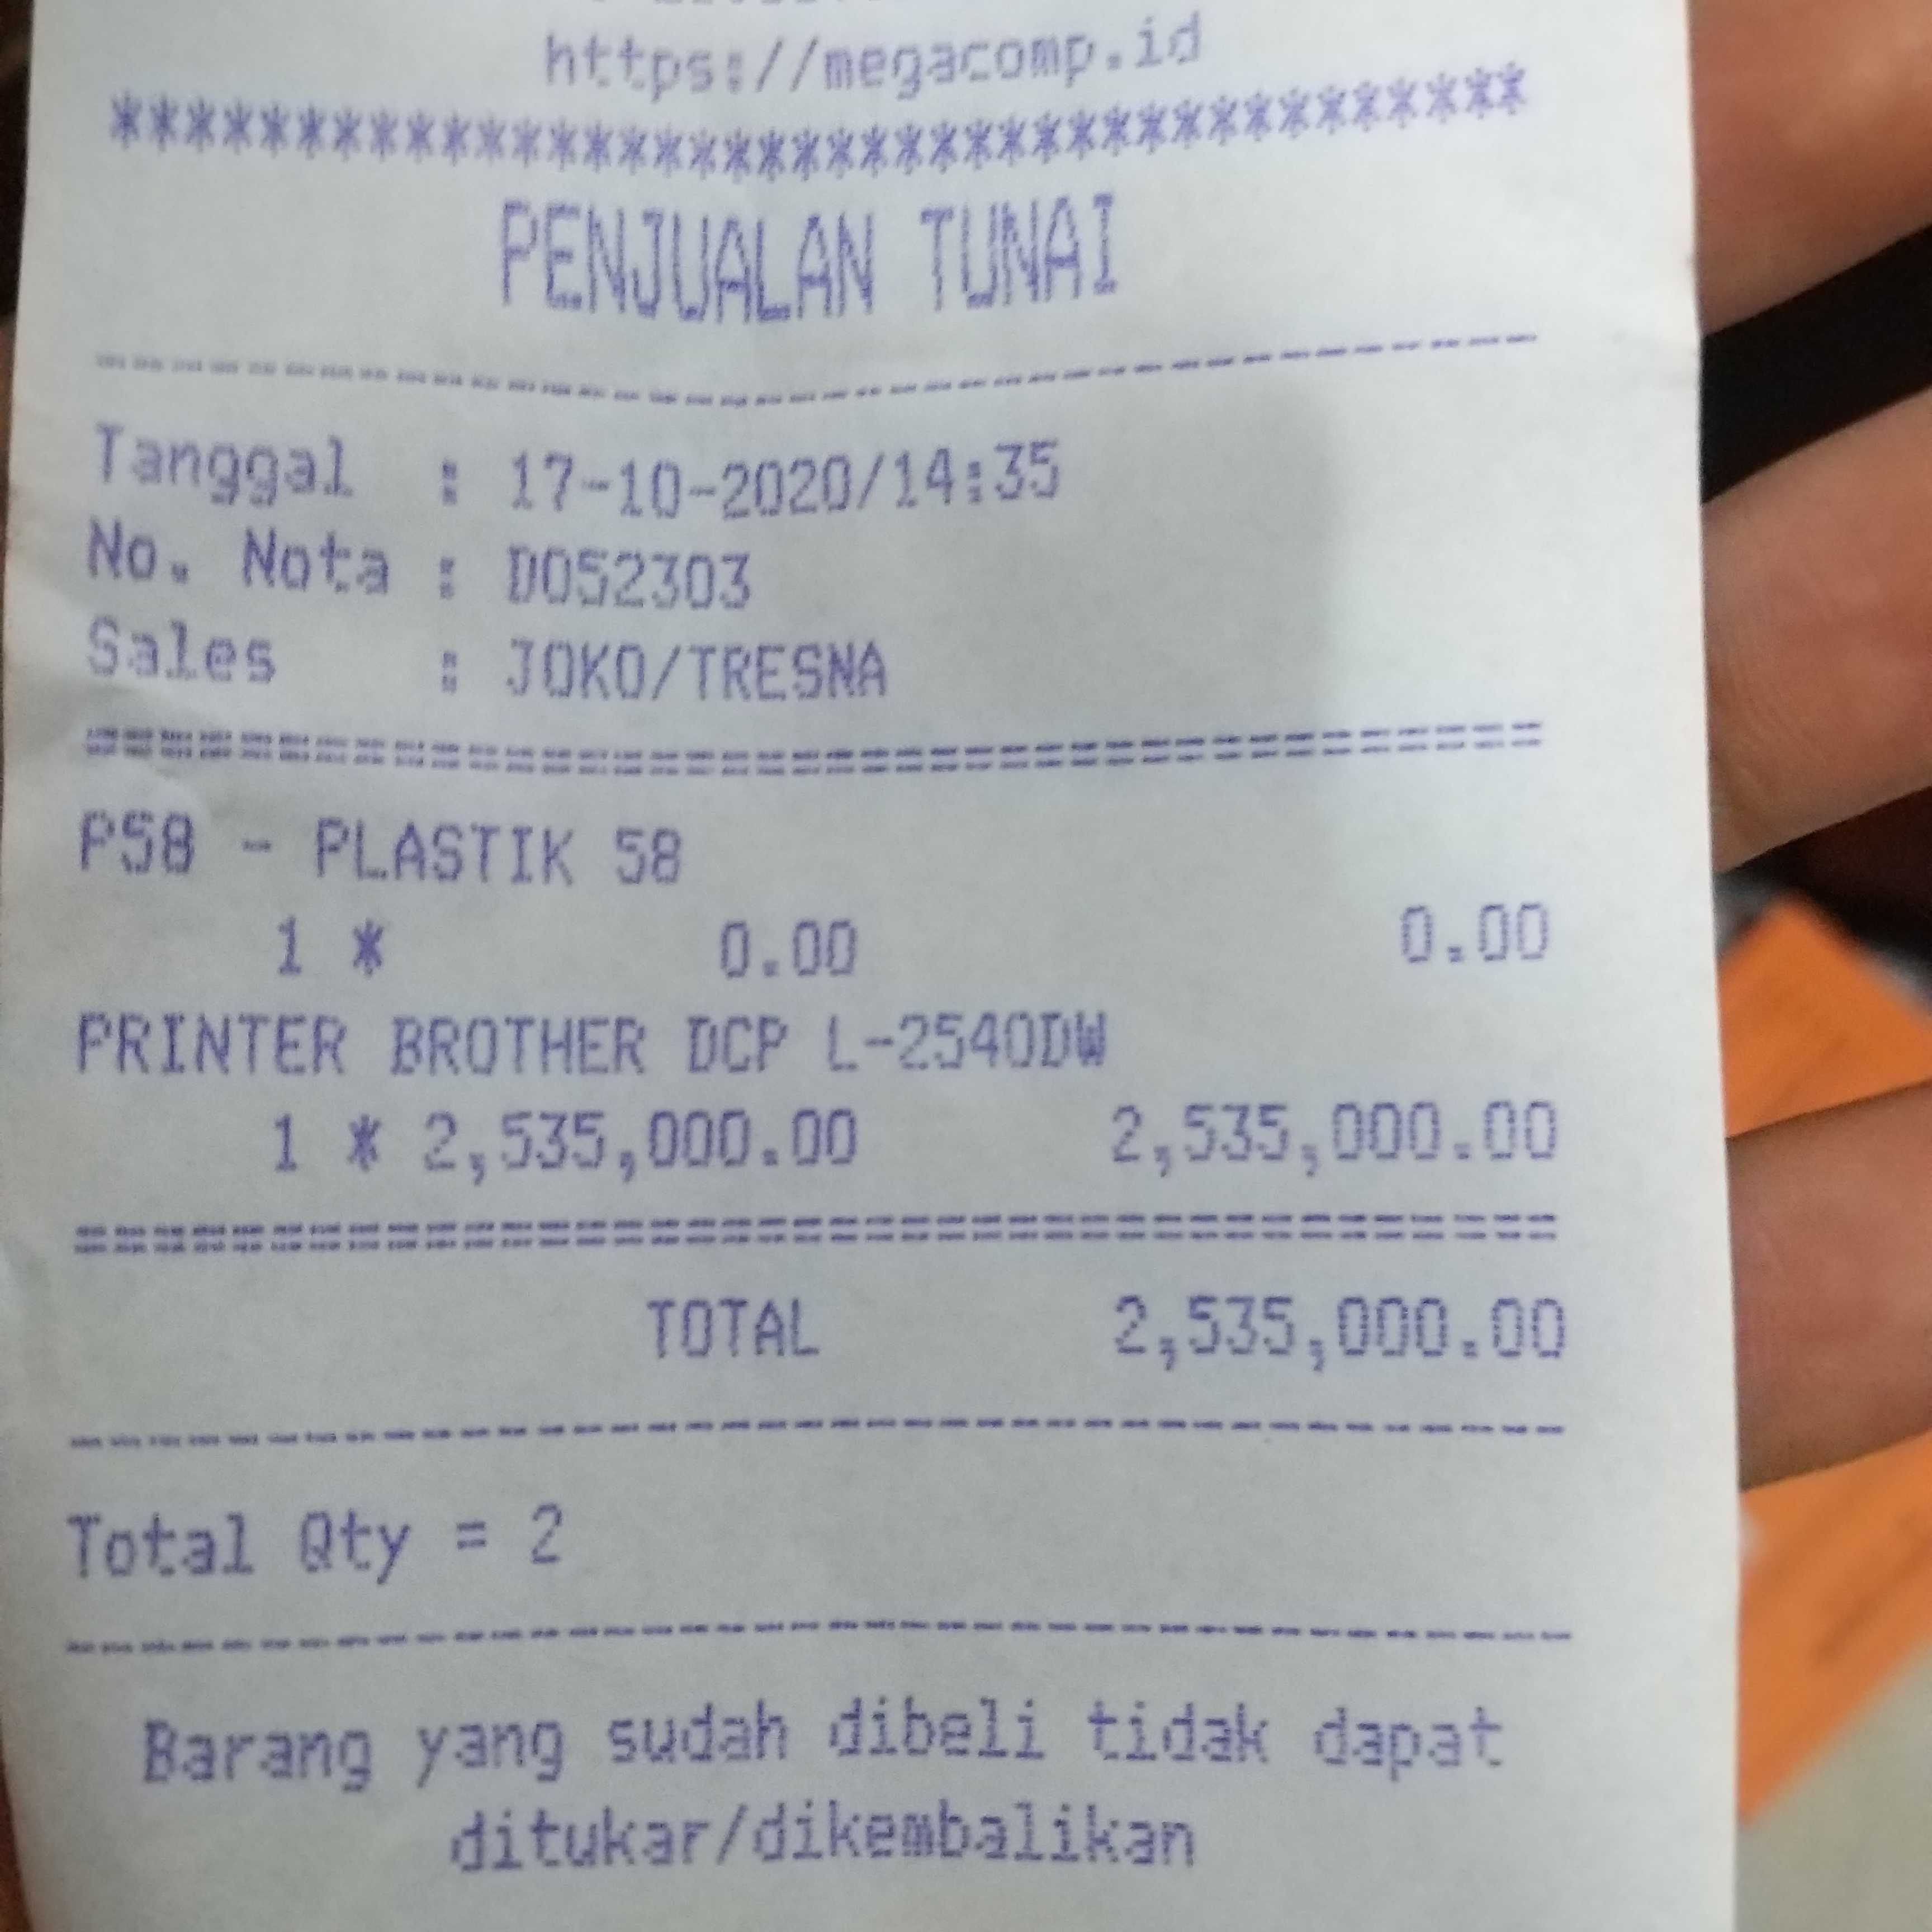 https://megacomp.id
****************************************
PENJUALAN TUNAI
----------------------------------------
Tanggal : 17-10-2020/14:35
No. Nota : DO52303
Sales : JOKO/TRESNA
========================================
P58 - PLASTIK 58
1 * 0.00 0.00
PRINTER BROTHER DCP L-2540DW
1 * 2,535,000.00 2,535,000.00
========================================
TOTAL 2,535,000.00
----------------------------------------
Total Qty = 2
----------------------------------------
Barang yang sudah dibeli tidak dapat
ditukar/dikembalikan